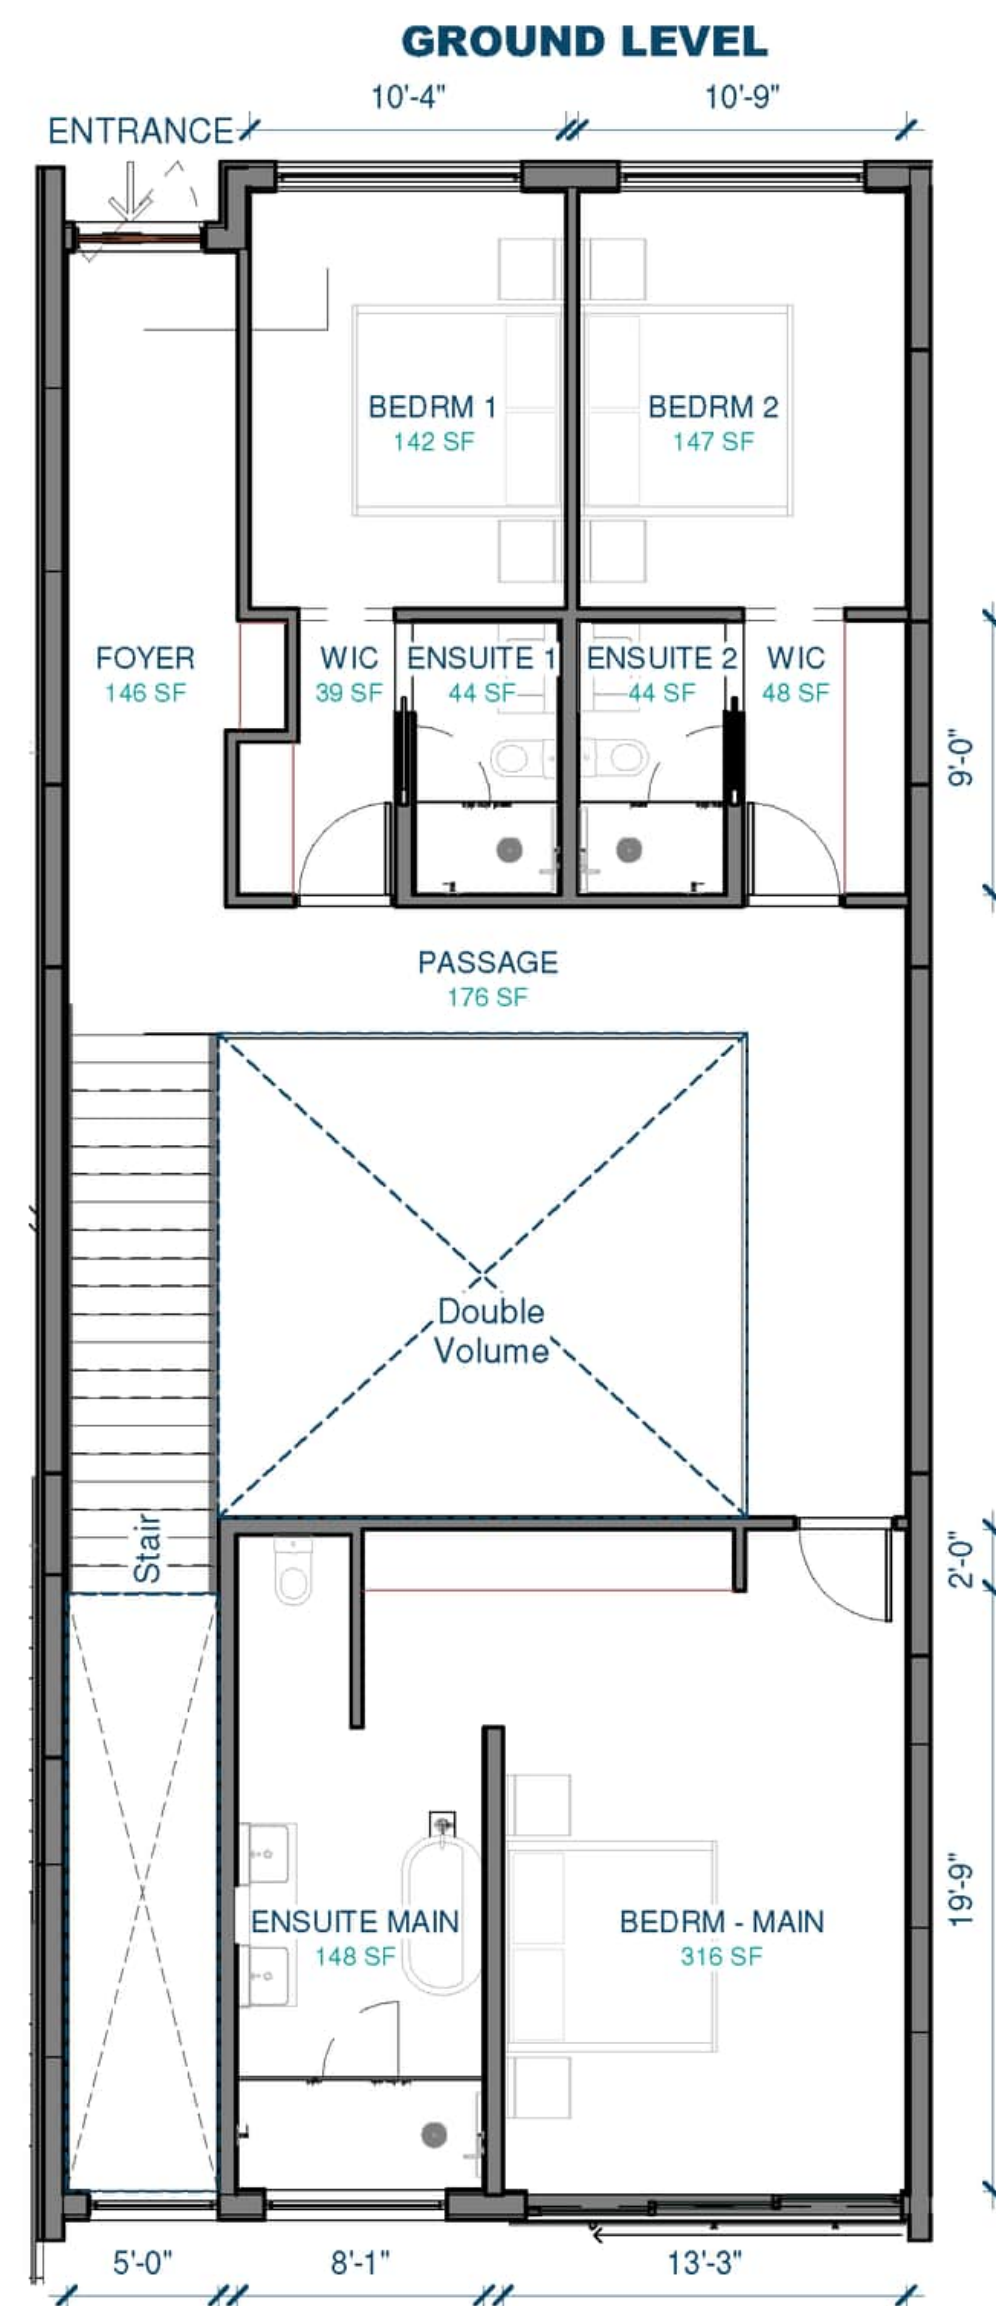 GROUND LEVEL
10'-4"
10'-9"
ENTRANCE
BEDRM 1
142 SF
BEDRM 2
147 SF
FOYER
146 SF
WIC
39 SF
ENSUITE 1
44 SF
ENSUITE 2
44 SF
WIC
48 SF
9'-0"
PASSAGE
176 SF
Double
Volume
Stair
2'-0"
19'-9"
ENSUITE MAIN
148 SF
BEDRM - MAIN
316 SF
5'-0"
8'-1"
13'-3"